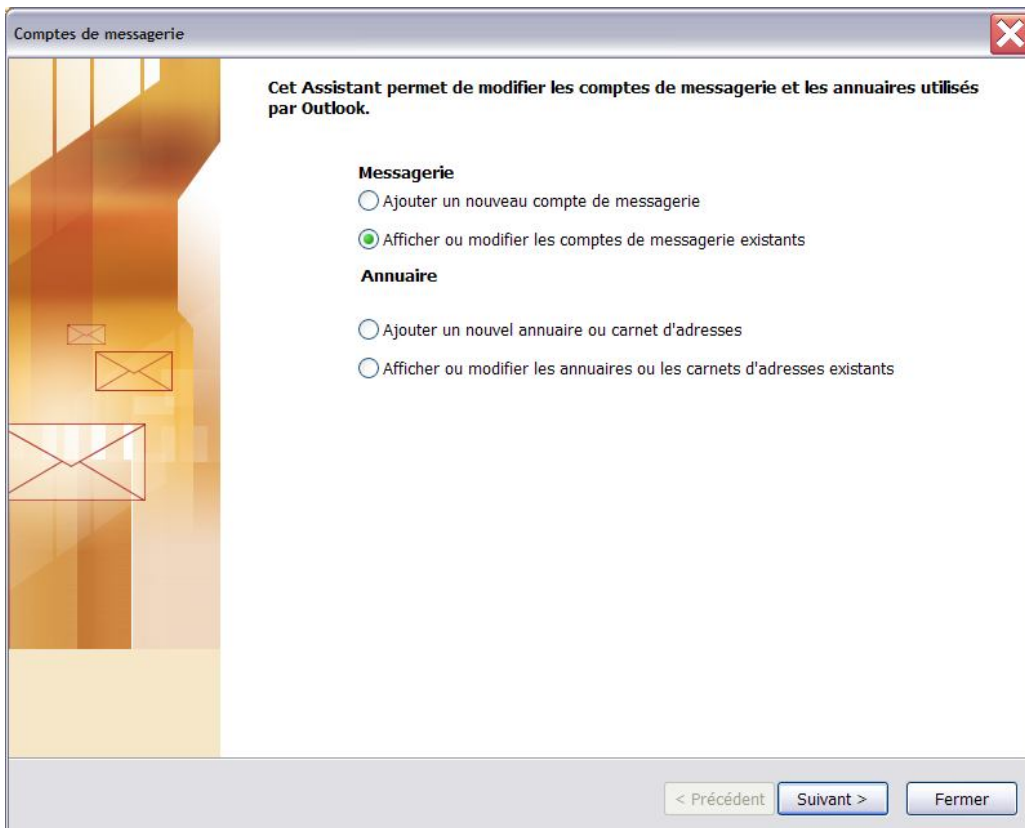 Comptes de messagerie
Cet Assistant permet de modifier les comptes de messagerie et les annuaires utilisés
par Outlook.
Messagerie
Ajouter un nouveau compte de messagerie
Afficher ou modifier les comptes de messagerie existants
Annuaire
Ajouter un nouvel annuaire ou carnet d'adresses
Afficher ou modifier les annuaires ou les carnets d'adresses existants
< Précédent Suivant > Fermer